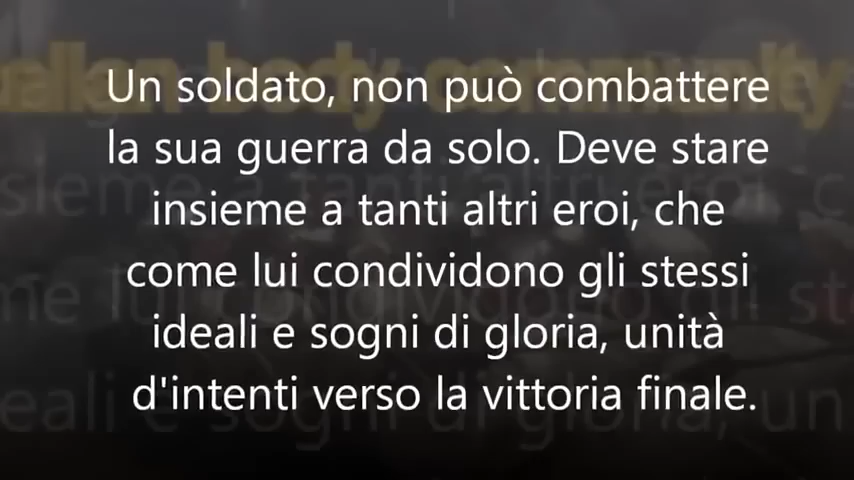 Un soldato, non può combattere
la sua guerra da solo. Deve stare
insieme a tanti altri eroi, che
come lui condividono gli stessi
ideali e sogni di gloria, unità
d'intenti verso la vittoria finale.